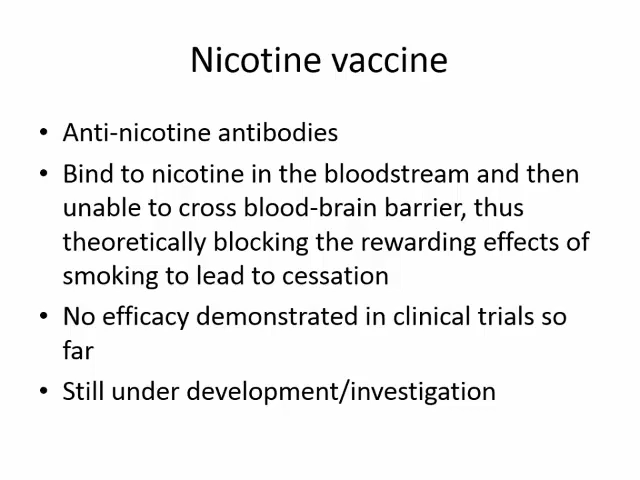 Nicotine vaccine
• Anti-nicotine antibodies
• Bind to nicotine in the bloodstream and then
unable to cross blood-brain barrier, thus
theoretically blocking the rewarding effects of
smoking to lead to cessation
• No efficacy demonstrated in clinical trials so
far
• Still under development/investigation